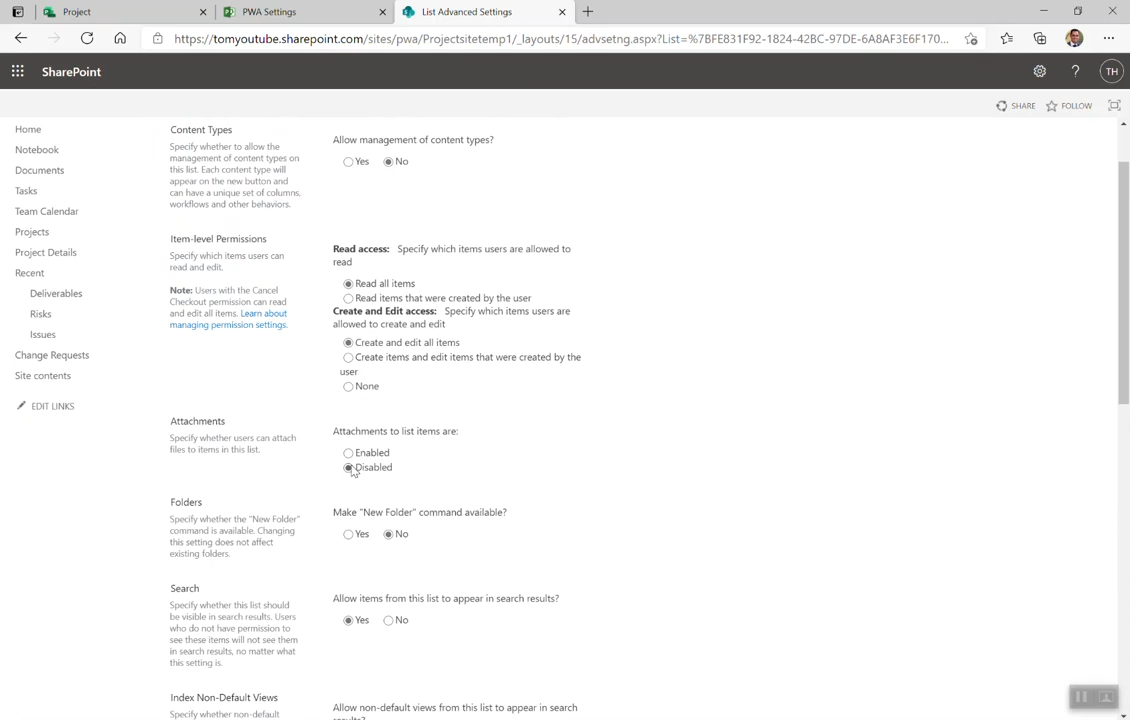 Project
PWA Settings
List Advanced Settings
https://tomyoutube.sharepoint.com/sites/pwa/Projectsitetemp1/_layouts/15/advsetng.aspx?List=%7BFE831F92-1824-42BC-97DE-6A8AF3E6F170...
SharePoint
TH
SHARE
FOLLOW
Home
Notebook
Documents
Tasks
Team Calendar
Projects
Project Details
Recent
Deliverables
Risks
Issues
Change Requests
Site contents
EDIT LINKS
Content Types
Specify whether to allow the
management of content types on
this list. Each content type will
appear on the new button and
can have a unique set of columns,
workflows and other behaviors.
Allow management of content types?
Yes No
Item-level Permissions
Specify which items users can
read and edit.
Note: Users with the Cancel
Checkout permission can read
and edit all items. Learn about
managing permission settings.
Read access: Specify which items users are allowed to
read
Read all items
Read items that were created by the user
Create and Edit access: Specify which items users are
allowed to create and edit
Create and edit all items
Create items and edit items that were created by the
user
None
Attachments
Specify whether users can attach
files to items in this list.
Attachments to list items are:
Enabled
Disabled
Folders
Specify whether the "New Folder"
command is available. Changing
this setting does not affect
existing folders.
Make "New Folder" command available?
Yes No
Search
Specify whether this list should
be visible in search results. Users
who do not have permission to
see these items will not see them
in search results, no matter what
this setting is.
Allow items from this list to appear in search results?
Yes No
Index Non-Default Views
Specify whether non-default
Allow non-default views from this list to appear in search
results?